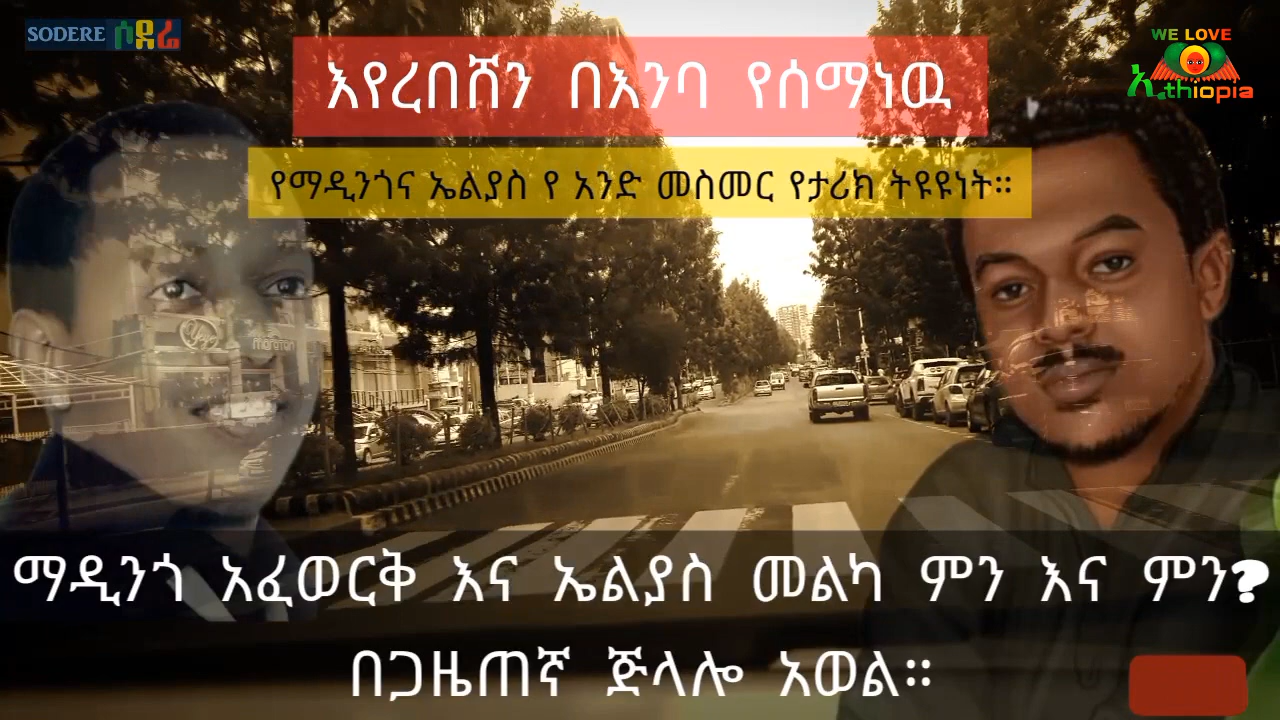 SODERE ሶደሬ
WE LOVE
ኢthiopia
እየረበሸን በእንባ የሰማነዉ
የማዲንጎና ኤልያስ የ አንድ መስመር የታሪክ ትዩዩነት።
ማዲንጎ አፈወርቅ እና ኤልያስ መልካ ምን እና ምን?
በጋዜጠኛ ጅላሎ አወል።